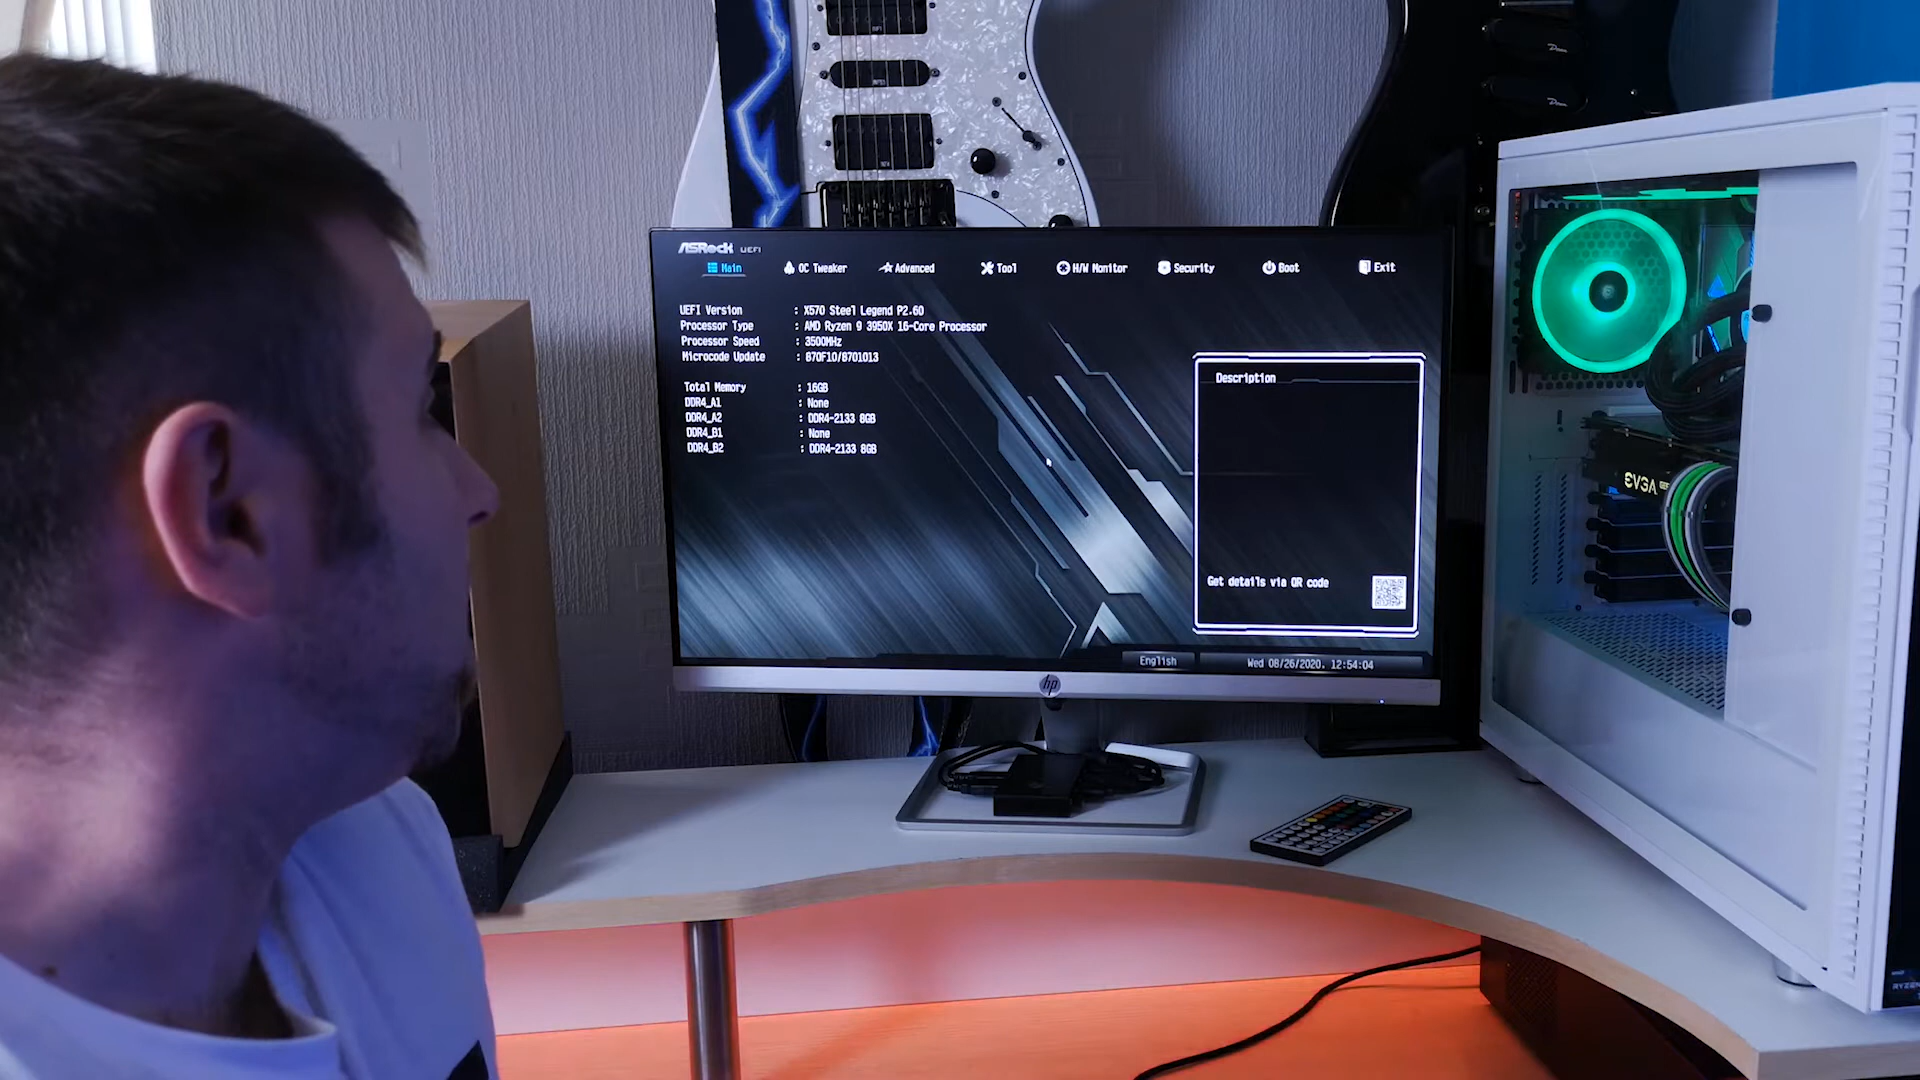 ASRock UEFI
Main OC Tweaker Advanced Tool H/W Monitor Security Boot Exit
UEFI Version : X570 Steel Legend P2.60
Processor Type : AMD Ryzen 9 3950X 16-Core Processor
Processor Speed : 3500MHz
Microcode Update : 870F10/8701013
Total Memory : 16GB
DDR4_A1 : None
DDR4_A2 : DDR4-2133 8GB
DDR4_B1 : None
DDR4_B2 : DDR4-2133 8GB
Description
Get details via QR code
English
Wed 08/26/2020. 12:54:04
hp
EVGA